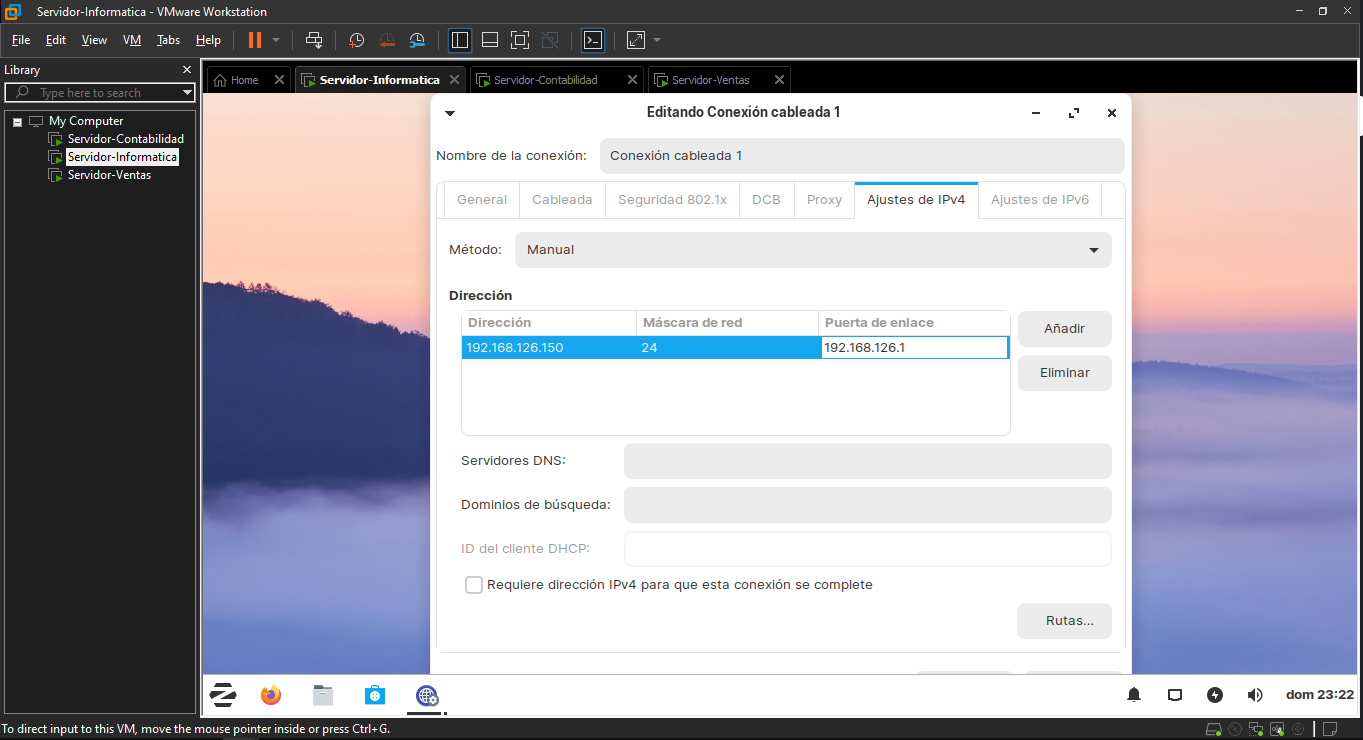 Servidor-Informatica - VMware Workstation
File Edit View VM Tabs Help
Library
Type here to search
My Computer
Servidor-Contabilidad
Servidor-Informatica
Servidor-Ventas
Home Servidor-Informatica Servidor-Contabilidad Servidor-Ventas
Editando Conexión cableada 1
Nombre de la conexión: Conexión cableada 1
General Cableada Seguridad 802.1x DCB Proxy Ajustes de IPv4 Ajustes de IPv6
Método: Manual
Dirección
Dirección Máscara de red Puerta de enlace
192.168.126.150 24 192.168.126.1
Añadir
Eliminar
Servidores DNS:
Dominios de búsqueda:
ID del cliente DHCP:
Requiere dirección IPv4 para que esta conexión se complete
Rutas...
dom 23:22
To direct input to this VM, move the mouse pointer inside or press Ctrl+G.